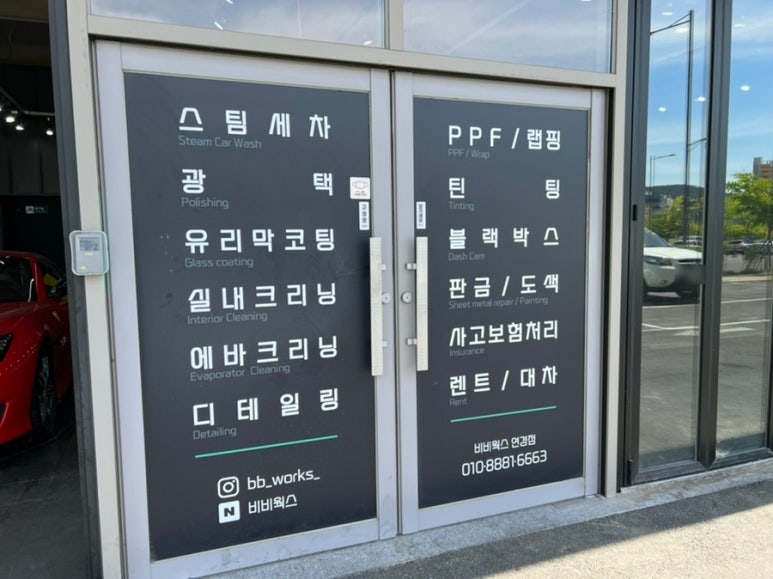 스팀세차
Steam Car Wash
광택
Polishing
유리막코팅
Glass coating
실내크리닝
Interior Cleaning
에바크리닝
Evaporator Cleaning
디테일링
Detailing
bb_works_
N 비비웍스
PPF/랩핑
PPF / Wrap
틴팅
Tinting
블랙박스
Dash Cam
판금/도색
Sheet metal repair / Painting
사고보험처리
Insurance
렌트/대차
Rent
비비웍스 연경점
010·8881·6663